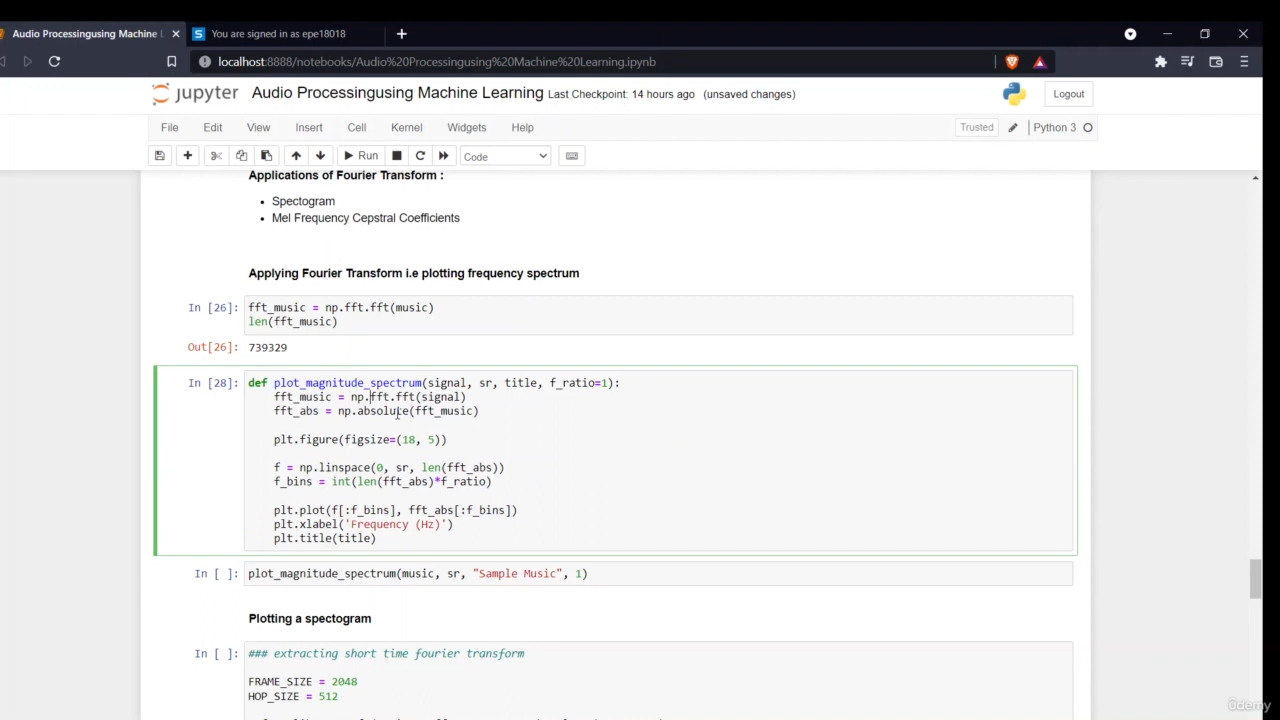 Audio Processingusing Machine L
You are signed in as epe18018
localhost:8888/notebooks/Audio%20Processingusing%20Machine%20Learning.ipynb
jupyter Audio Processingusing Machine Learning Last Checkpoint: 14 hours ago (unsaved changes) Logout
File Edit View Insert Cell Kernel Widgets Help Trusted Python 3
Run Code
Applications of Fourier Transform :
• Spectogram
• Mel Frequency Cepstral Coefficients
Applying Fourier Transform i.e plotting frequency spectrum
In [26]: fft_music = np.fft.fft(music)
len(fft_music)
Out[26]: 739329
In [28]: def plot_magnitude_spectrum(signal, sr, title, f_ratio=1):
fft_music = np.fft.fft(signal)
fft_abs = np.absolute(fft_music)
plt.figure(figsize=(18, 5))
f = np.linspace(0, sr, len(fft_abs))
f_bins = int(len(fft_abs)*f_ratio)
plt.plot(f[:f_bins], fft_abs[:f_bins])
plt.xlabel('Frequency (Hz)')
plt.title(title)
In [ ]: plot_magnitude_spectrum(music, sr, "Sample Music", 1)
Plotting a spectogram
In [ ]: ### extracting short time fourier transform
FRAME_SIZE = 2048
HOP_SIZE = 512
ûdemy